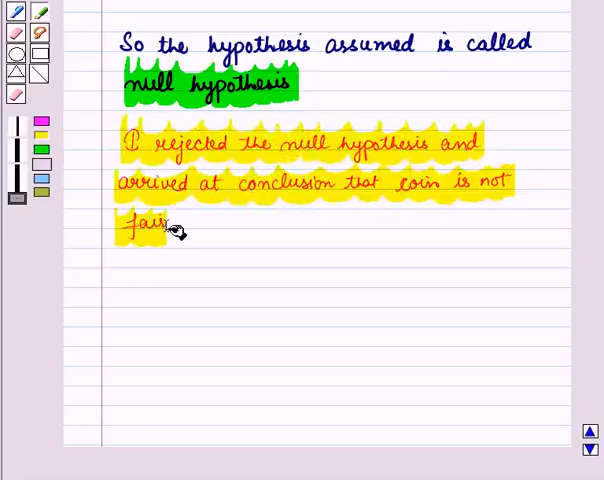 So the hypothesis assumed is called
null hypothesis
I rejected the null hypothesis and
arrived at conclusion that coin is not
fair